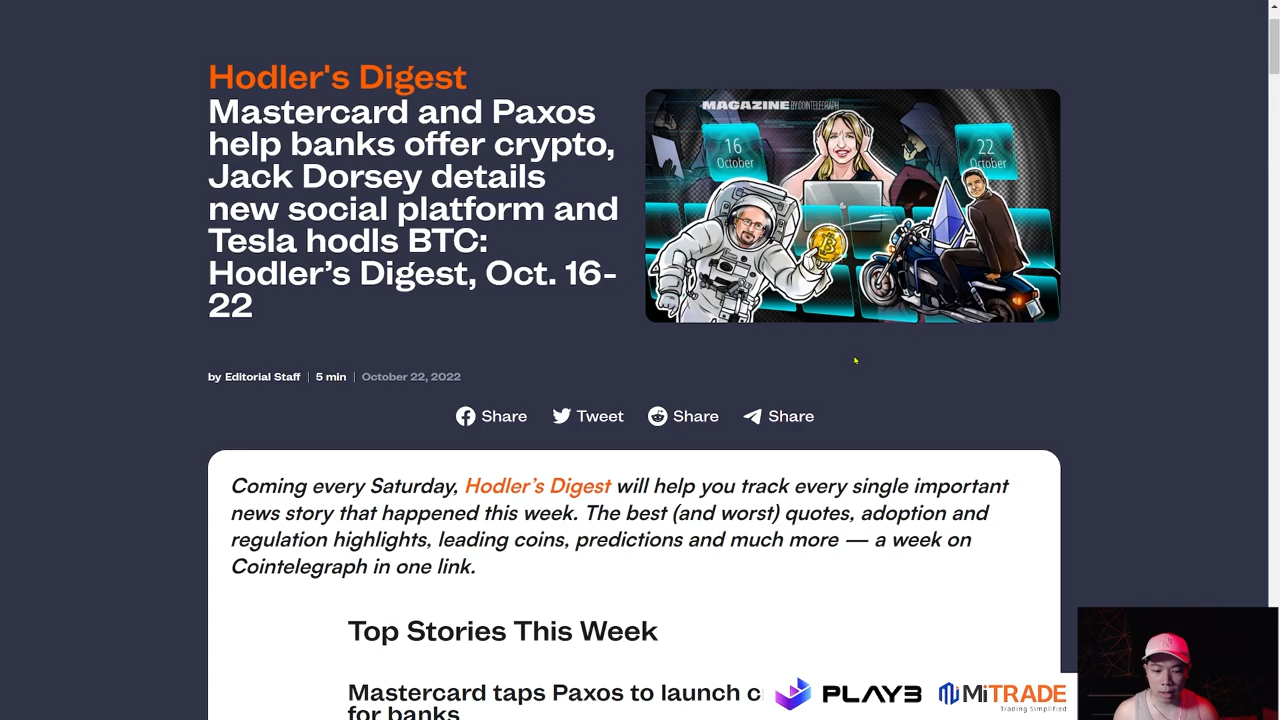 Hodler's Digest
Mastercard and Paxos
help banks offer crypto,
Jack Dorsey details
new social platform and
Tesla hodls BTC:
Hodler’s Digest, Oct. 16-
22
MAGAZINE BY COINTELEGRAPH
16
October
22
October
by Editorial Staff | 5 min | October 22, 2022
Share Tweet Share Share
Coming every Saturday, Hodler’s Digest will help you track every single important
news story that happened this week. The best (and worst) quotes, adoption and
regulation highlights, leading coins, predictions and much more — a week on
Cointelegraph in one link.
Top Stories This Week
Mastercard taps Paxos to launch c
for banks
PLAY3
MiTRADE
Trading Simplified